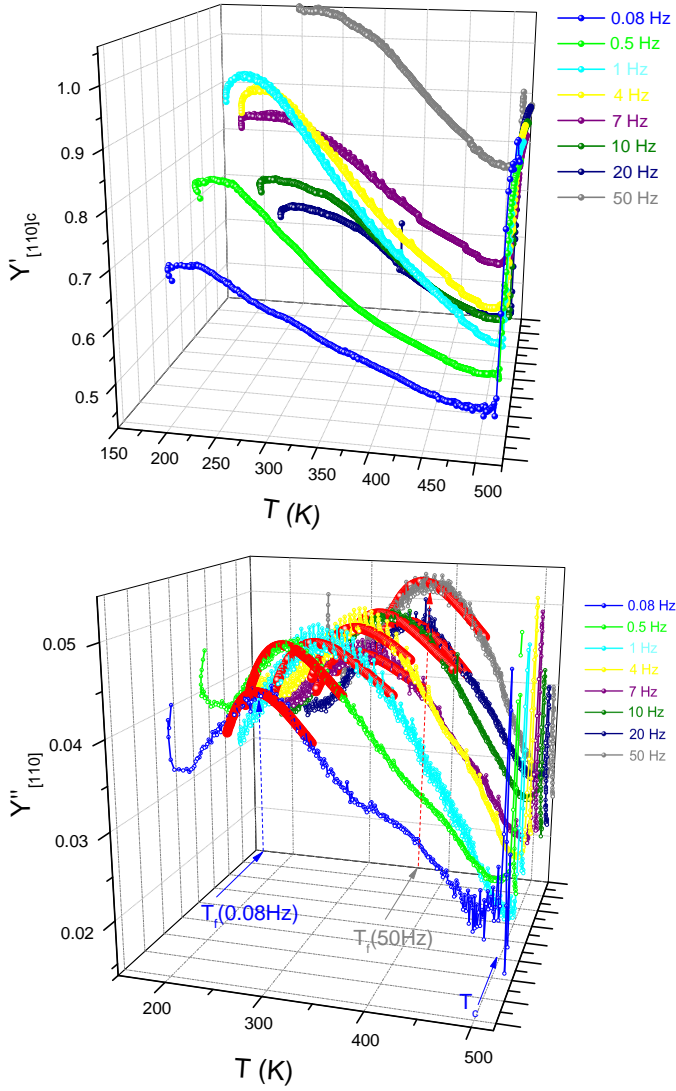 0.08 Hz
0.5 Hz
1 Hz
4 Hz
7 Hz
10 Hz
20 Hz
50 Hz
1.0
0.9
0.8
0.7
0.6
0.5
Y'[110]c
150 200 250 300 350 400 450 500
T (K)
0.08 Hz
0.5 Hz
1 Hz
4 Hz
7 Hz
10 Hz
20 Hz
50 Hz
0.05
0.04
0.03
0.02
Y''[110]
Tf(0.08Hz)
Tf(50Hz)
Tc
200 300 400 500
T (K)